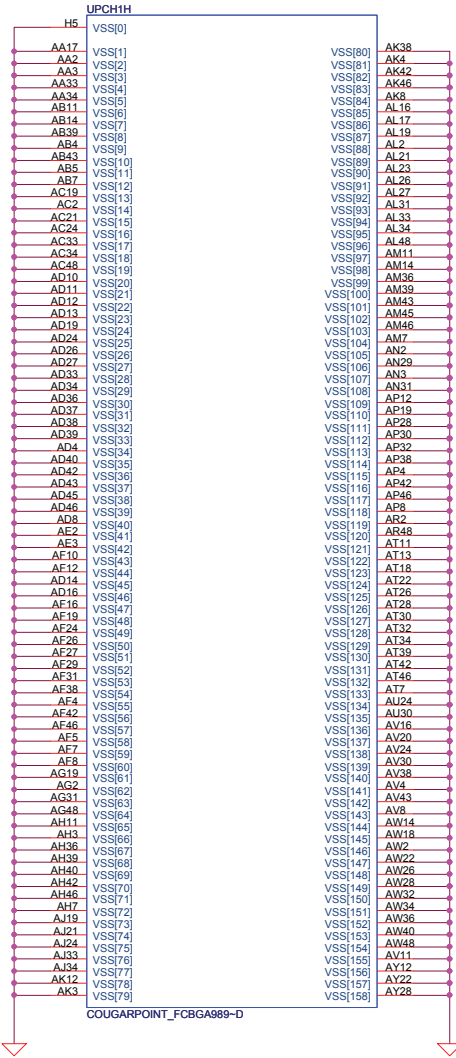 UPCH1H
H5 VSS[0]
AA17 VSS[1] VSS[80] AK38
AA2 VSS[2] VSS[81] AK4
AA3 VSS[3] VSS[82] AK42
AA33 VSS[4] VSS[83] AK46
AA34 VSS[5] VSS[84] AK8
AB11 VSS[6] VSS[85] AL16
AB14 VSS[7] VSS[86] AL17
AB39 VSS[8] VSS[87] AL19
AB4 VSS[9] VSS[88] AL2
AB43 VSS[10] VSS[89] AL21
AB5 VSS[11] VSS[90] AL23
AB7 VSS[12] VSS[91] AL26
AC19 VSS[13] VSS[92] AL27
AC2 VSS[14] VSS[93] AL31
AC21 VSS[15] VSS[94] AL33
AC24 VSS[16] VSS[95] AL34
AC33 VSS[17] VSS[96] AL48
AC34 VSS[18] VSS[97] AM11
AC48 VSS[19] VSS[98] AM14
AD10 VSS[20] VSS[99] AM36
AD11 VSS[21] VSS[100] AM39
AD12 VSS[22] VSS[101] AM43
AD13 VSS[23] VSS[102] AM45
AD19 VSS[24] VSS[103] AM46
AD24 VSS[25] VSS[104] AM7
AD26 VSS[26] VSS[105] AN2
AD27 VSS[27] VSS[106] AN29
AD33 VSS[28] VSS[107] AN3
AD34 VSS[29] VSS[108] AN31
AD36 VSS[30] VSS[109] AP12
AD37 VSS[31] VSS[110] AP19
AD38 VSS[32] VSS[111] AP28
AD39 VSS[33] VSS[112] AP30
AD4 VSS[34] VSS[113] AP32
AD40 VSS[35] VSS[114] AP38
AD42 VSS[36] VSS[115] AP4
AD43 VSS[37] VSS[116] AP42
AD45 VSS[38] VSS[117] AP46
AD46 VSS[39] VSS[118] AP8
AD8 VSS[40] VSS[119] AR2
AE2 VSS[41] VSS[120] AR48
AE3 VSS[42] VSS[121] AT11
AF10 VSS[43] VSS[122] AT13
AF12 VSS[44] VSS[123] AT18
AD14 VSS[45] VSS[124] AT22
AD16 VSS[46] VSS[125] AT26
AF16 VSS[47] VSS[126] AT28
AF19 VSS[48] VSS[127] AT30
AF24 VSS[49] VSS[128] AT32
AF26 VSS[50] VSS[129] AT34
AF27 VSS[51] VSS[130] AT39
AF29 VSS[52] VSS[131] AT42
AF31 VSS[53] VSS[132] AT46
AF38 VSS[54] VSS[133] AT7
AF4 VSS[55] VSS[134] AU24
AF42 VSS[56] VSS[135] AU30
AF46 VSS[57] VSS[136] AV16
AF5 VSS[58] VSS[137] AV20
AF7 VSS[59] VSS[138] AV24
AF8 VSS[60] VSS[139] AV30
AG19 VSS[61] VSS[140] AV38
AG2 VSS[62] VSS[141] AV4
AG31 VSS[63] VSS[142] AV43
AG48 VSS[64] VSS[143] AV8
AH11 VSS[65] VSS[144] AW14
AH3 VSS[66] VSS[145] AW18
AH36 VSS[67] VSS[146] AW2
AH39 VSS[68] VSS[147] AW22
AH40 VSS[69] VSS[148] AW26
AH42 VSS[70] VSS[149] AW28
AH46 VSS[71] VSS[150] AW32
AH7 VSS[72] VSS[151] AW34
AJ19 VSS[73] VSS[152] AW36
AJ21 VSS[74] VSS[153] AW40
AJ24 VSS[75] VSS[154] AW48
AJ33 VSS[76] VSS[155] AV11
AJ34 VSS[77] VSS[156] AY12
AK12 VSS[78] VSS[157] AY22
AK3 VSS[79] VSS[158] AY28
COUGARPOINT_FCBGA989~D